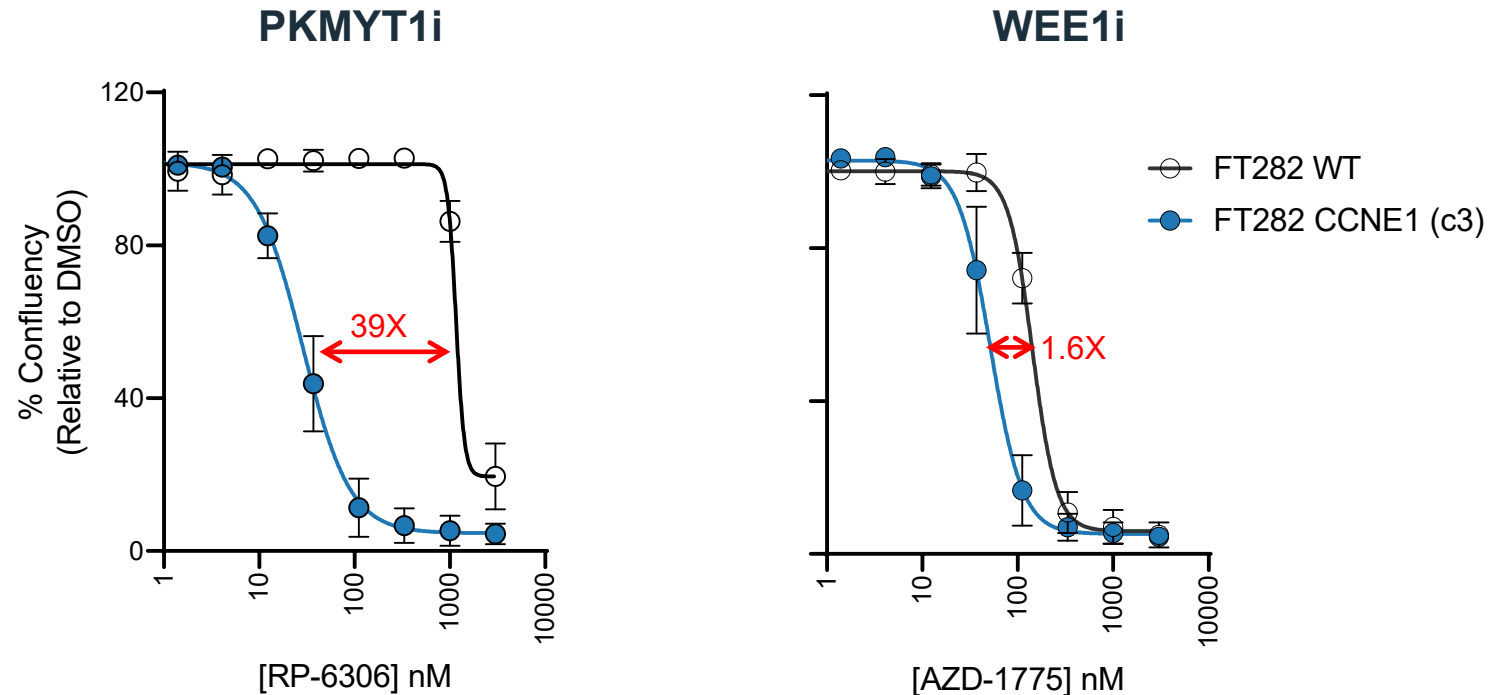 PKMYT1i
WEE1i
120
80
40
0
% Confluency
(Relative to DMSO)
39X
1.6X
FT282 WT
FT282 CCNE1 (c3)
1
10
100
1000
10000
1
10
100
1000
10000
[RP-6306] nM
[AZD-1775] nM